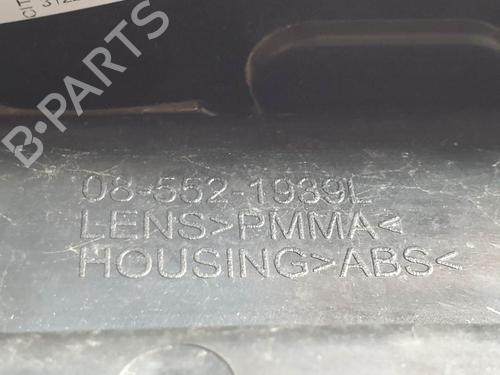 B-PARTS
08-552-1939L
LENS>PMMA<
HOUSING>ABS<